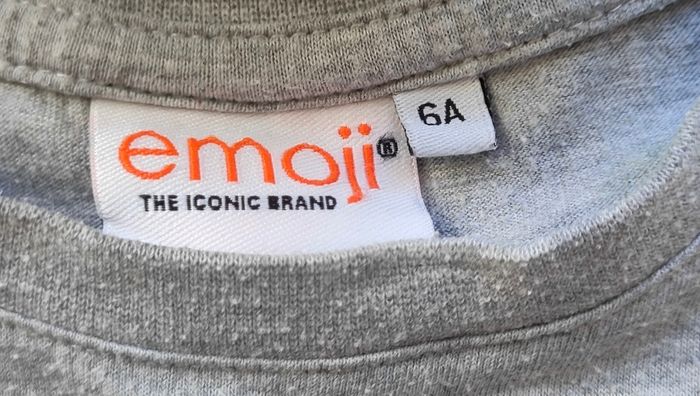 emoji®
THE ICONIC BRAND
6A